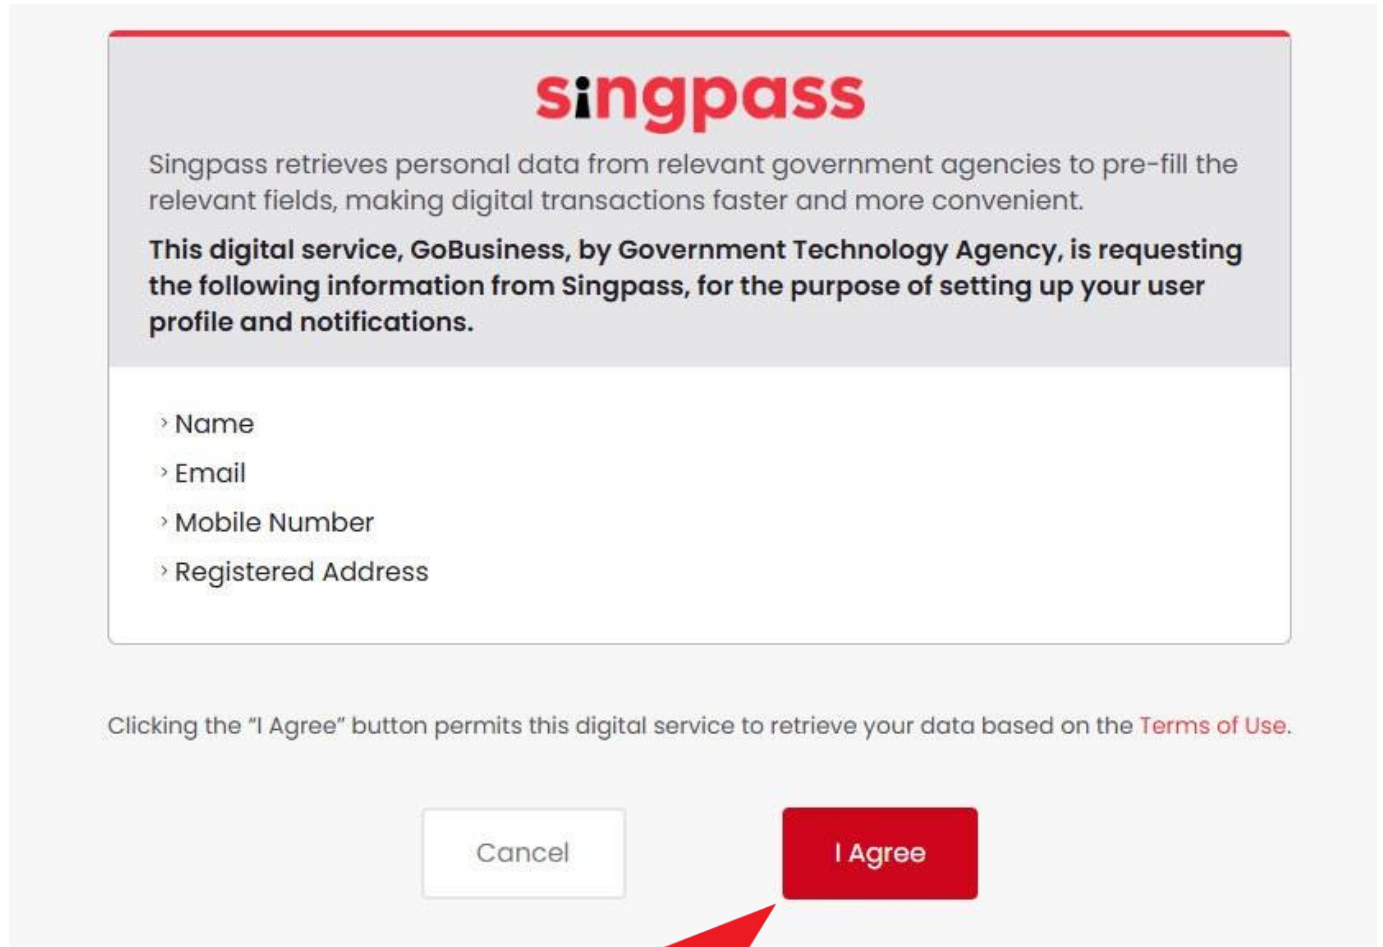 singpass
Singpass retrieves personal data from relevant government agencies to pre-fill the
relevant fields, making digital transactions faster and more convenient.
This digital service, GoBusiness, by Government Technology Agency, is requesting
the following information from Singpass, for the purpose of setting up your user
profile and notifications.
Name
Email
Mobile Number
Registered Address
Clicking the “I Agree” button permits this digital service to retrieve your data based on the Terms of Use.
Cancel
I Agree